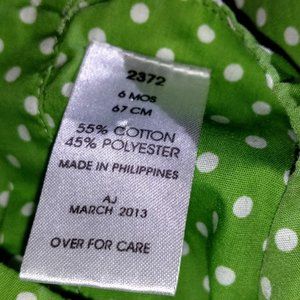 2372
6 MOS
67 CM
55% COTTON
45% POLYESTER
MADE IN PHILIPPINES
AJ
MARCH 2013
OVER FOR CARE